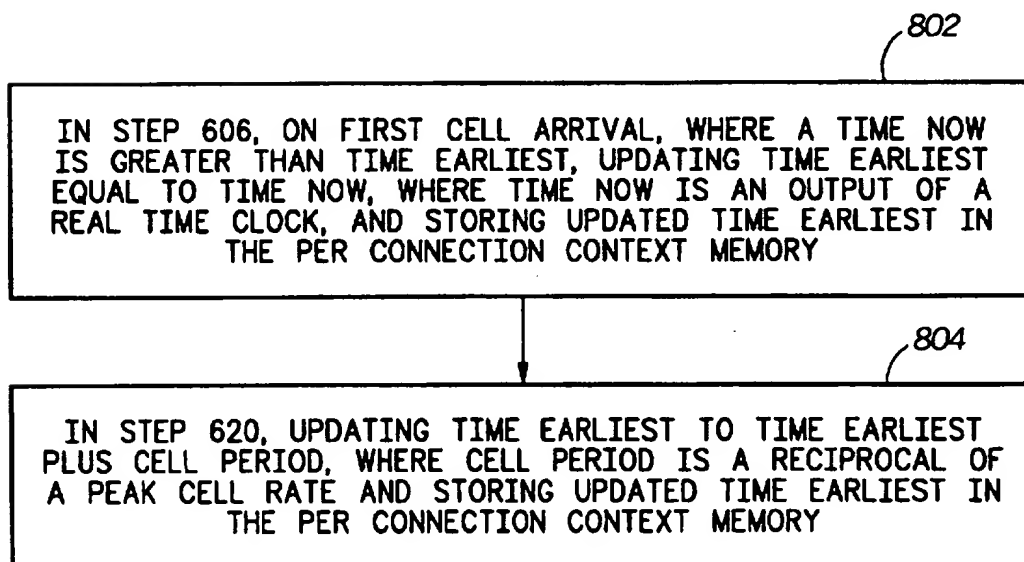 802
IN STEP 606, ON FIRST CELL ARRIVAL, WHERE A TIME NOW
IS GREATER THAN TIME EARLIEST, UPDATING TIME EARLIEST
EQUAL TO TIME NOW, WHERE TIME NOW IS AN OUTPUT OF A
REAL TIME CLOCK, AND STORING UPDATED TIME EARLIEST IN
THE PER CONNECTION CONTEXT MEMORY
804
IN STEP 620, UPDATING TIME EARLIEST TO TIME EARLIEST
PLUS CELL PERIOD, WHERE CELL PERIOD IS A RECIPROCAL OF
A PEAK CELL RATE AND STORING UPDATED TIME EARLIEST IN
THE PER CONNECTION CONTEXT MEMORY